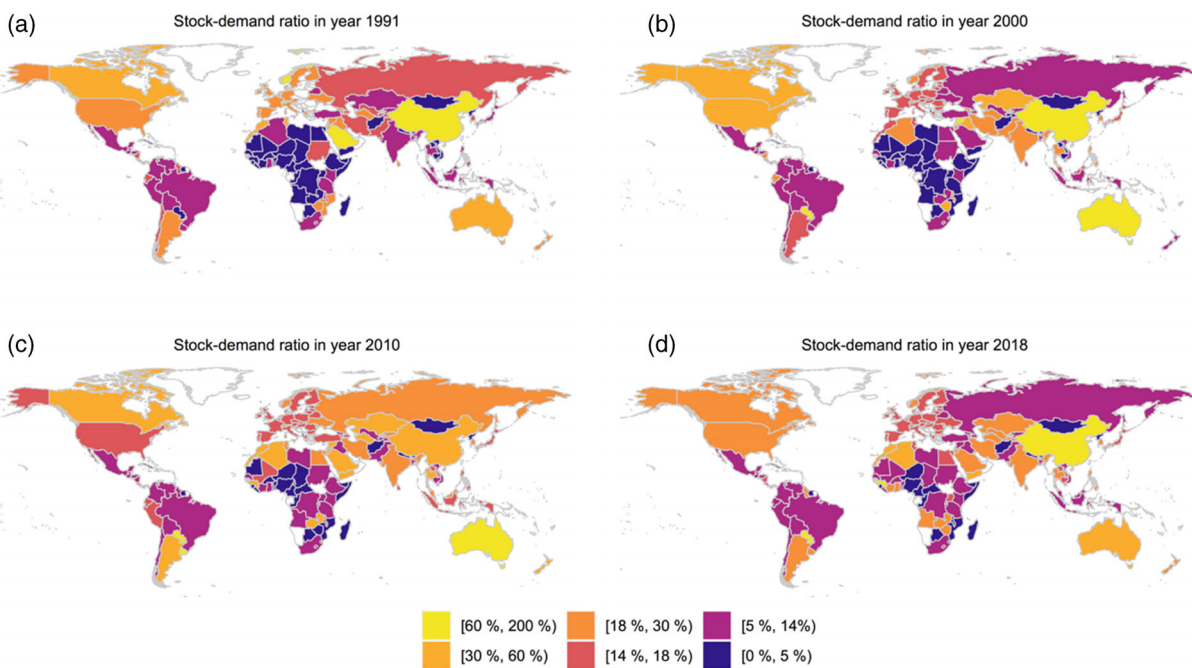 (a) Stock-demand ratio in year 1991
(b) Stock-demand ratio in year 2000
(c) Stock-demand ratio in year 2010
(d) Stock-demand ratio in year 2018
[60 %, 200 %) [18 %, 30 %) [5 %, 14%)
[30 %, 60 %) [14 %, 18 %) [0 %, 5 %)